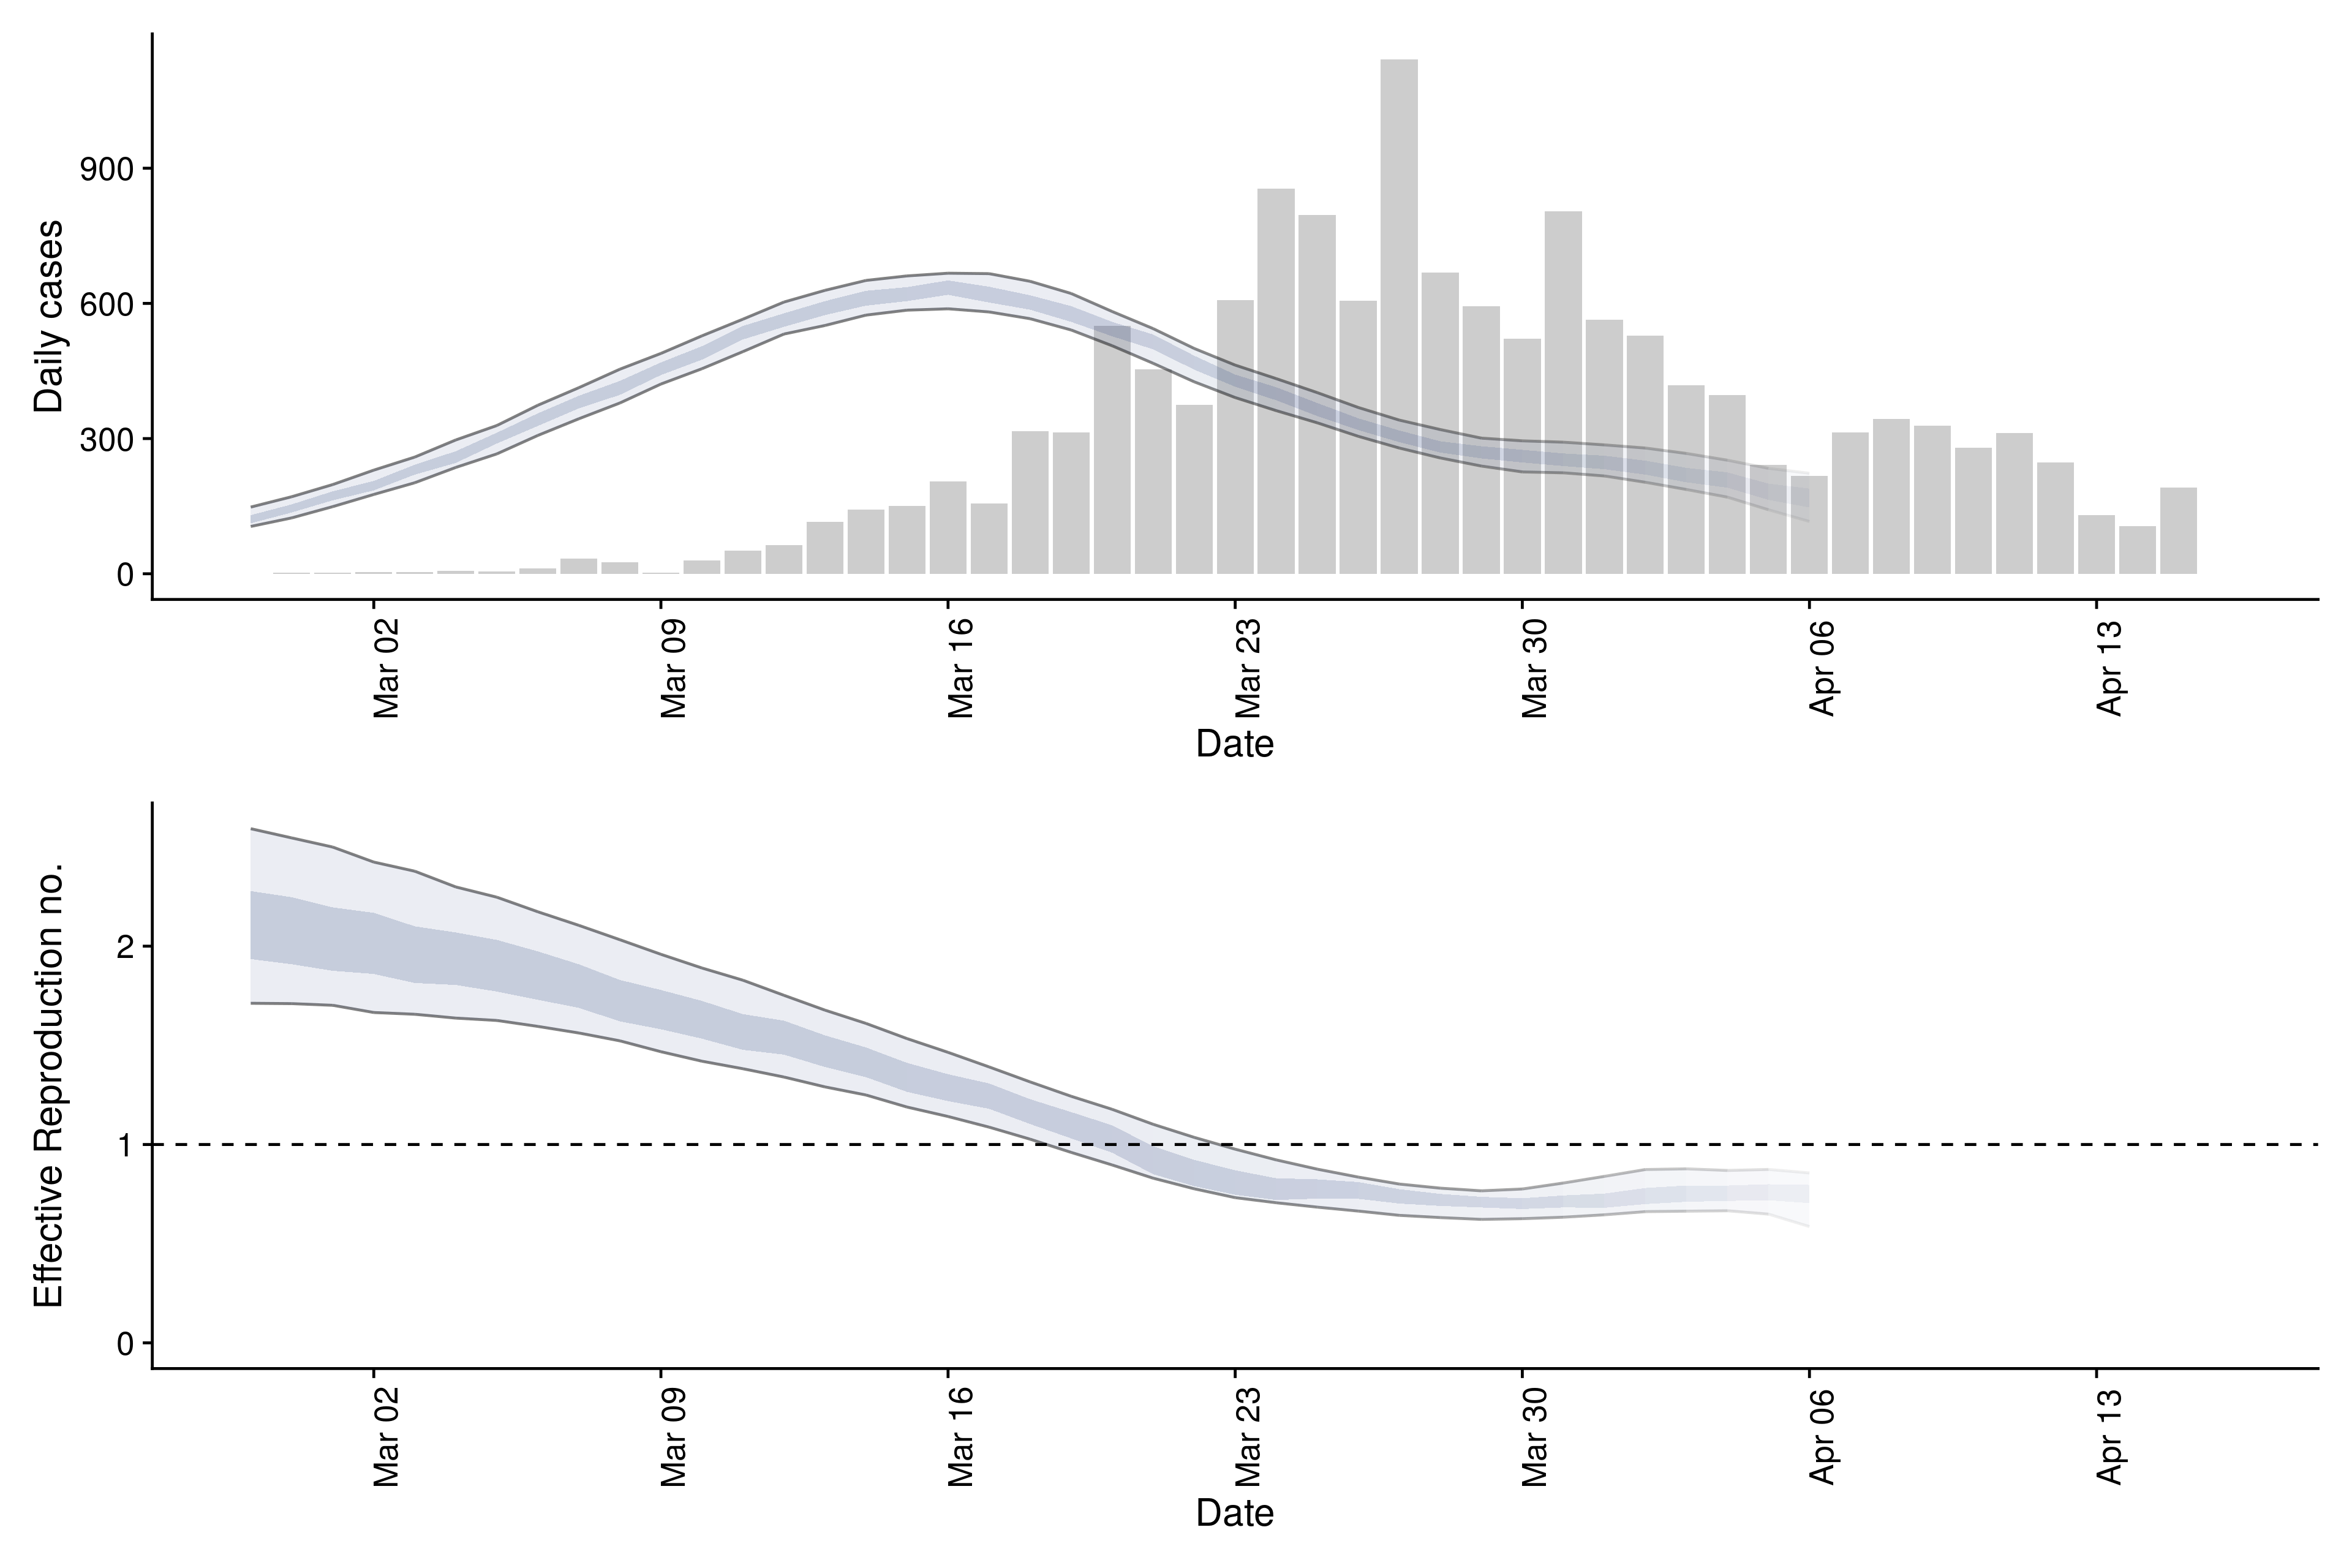 Daily cases
900
600
300
0
Mar 02
Mar 09
Mar 16
Mar 23
Mar 30
Apr 06
Apr 13
Date
Effective Reproduction no.
2
1
0
Mar 02
Mar 09
Mar 16
Mar 23
Mar 30
Apr 06
Apr 13
Date